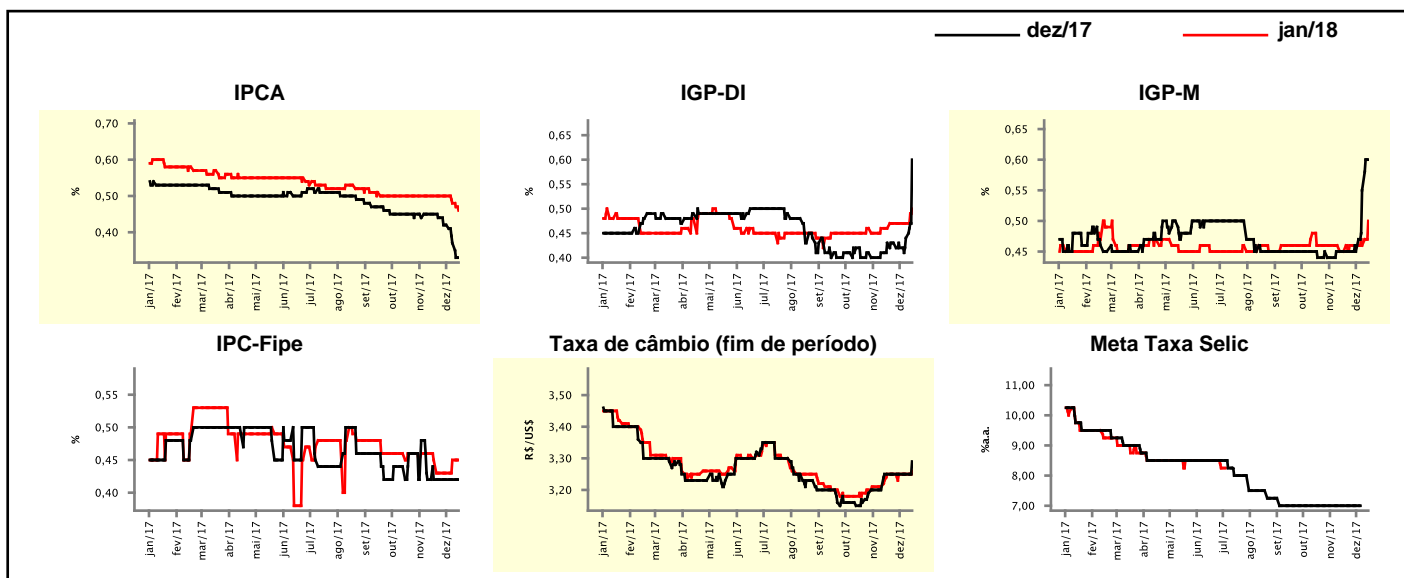 dez/17
jan/18
IPCA
0,70
0,60
0,50
0,40
%
jan/17
fev/17
mar/17
abr/17
mai/17
jun/17
jul/17
ago/17
set/17
out/17
nov/17
dez/17
IGP-DI
0,65
0,60
0,55
0,50
0,45
0,40
%
jan/17
fev/17
mar/17
abr/17
mai/17
jun/17
jul/17
ago/17
set/17
out/17
nov/17
dez/17
IGP-M
0,65
0,60
0,55
0,50
0,45
%
jan/17
fev/17
mar/17
abr/17
mai/17
jun/17
jul/17
ago/17
set/17
out/17
nov/17
dez/17
IPC-Fipe
0,55
0,50
0,45
0,40
%
jan/17
fev/17
mar/17
abr/17
mai/17
jun/17
jul/17
ago/17
set/17
out/17
nov/17
dez/17
Taxa de câmbio (fim de período)
3,50
3,40
3,30
3,20
R$/US$
jan/17
fev/17
mar/17
abr/17
mai/17
jun/17
jul/17
ago/17
set/17
out/17
nov/17
dez/17
Meta Taxa Selic
11,00
10,00
9,00
8,00
7,00
%a.a.
jan/17
fev/17
mar/17
abr/17
mai/17
jun/17
jul/17
ago/17
set/17
out/17
nov/17
dez/17